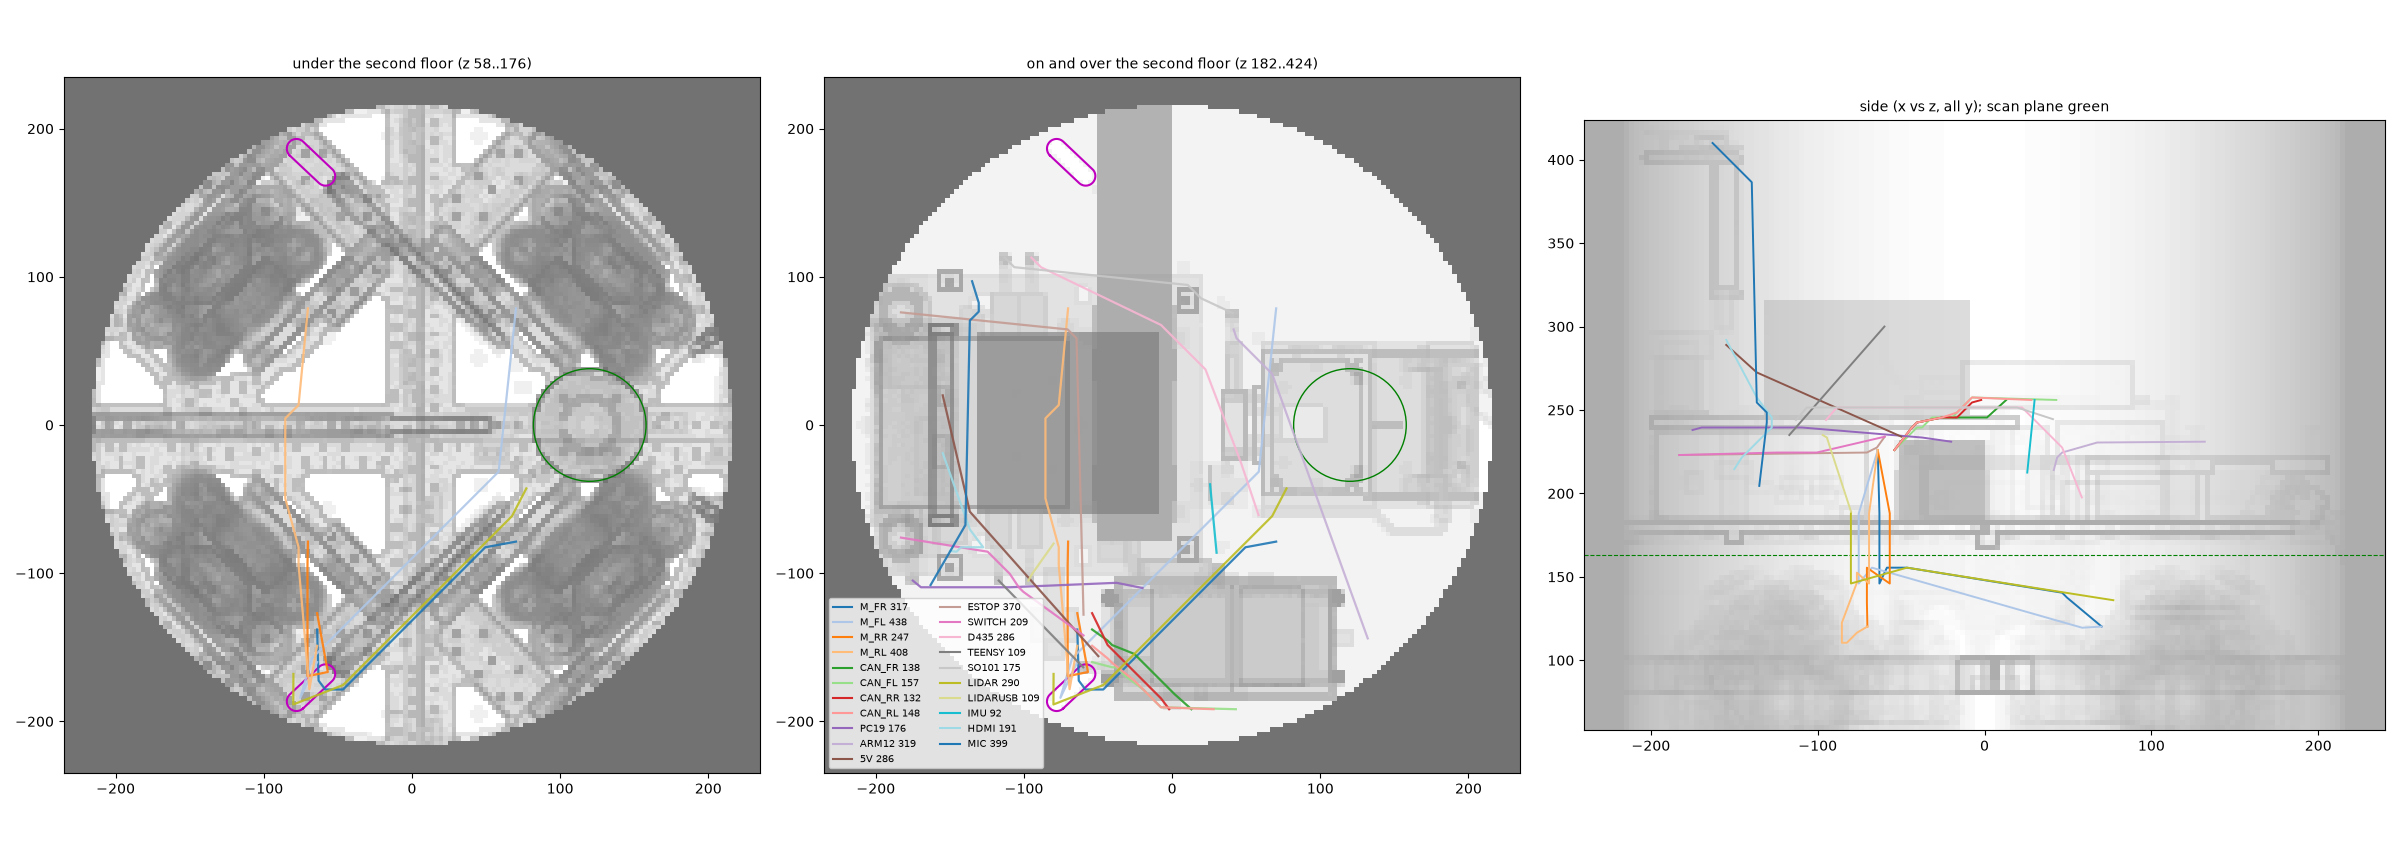 under the second floor (z 58..176)
200
100
0
−100
−200
−200
−100
0
100
200
on and over the second floor (z 182..424)
200
100
0
−100
−200
M_FR 317
M_FL 438
M_RR 247
M_RL 408
CAN_FR 138
CAN_FL 157
CAN_RR 132
CAN_RL 148
PC19 176
ARM12 319
5V 286
ESTOP 370
SWITCH 209
D435 286
TEENSY 109
SO101 175
LIDAR 290
LIDARUSB 109
IMU 92
HDMI 191
MIC 399
−200
−100
0
100
200
side (x vs z, all y); scan plane green
400
350
300
250
200
150
100
−200
−100
0
100
200